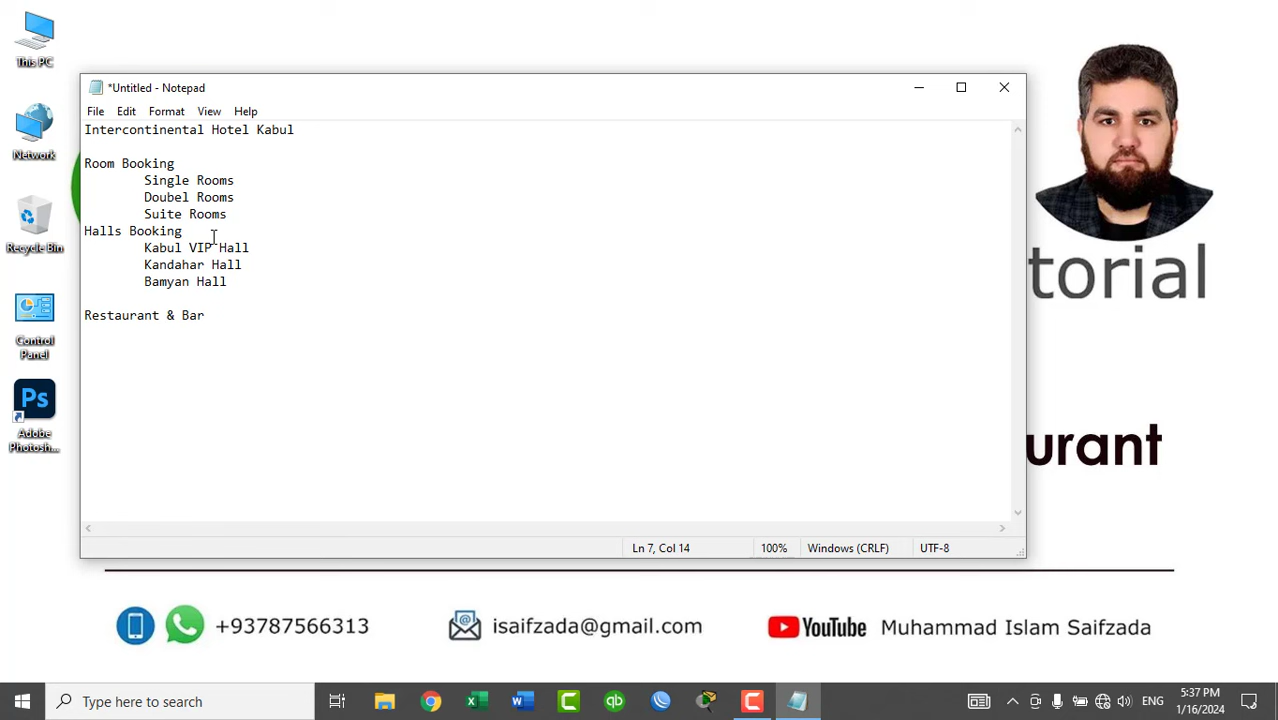 This PC
Network
Recycle Bin
Control
Panel
Ps
Adobe
Photosh...
*Untitled - Notepad
File Edit Format View Help
Intercontinental Hotel Kabul
Room Booking
Single Rooms
Doubel Rooms
Suite Rooms
Halls Booking
Kabul VIP Hall
Kandahar Hall
Bamyan Hall
Restaurant & Bar
Ln 7, Col 14 100% Windows (CRLF) UTF-8
torial
urant
+93787566313 isaifzada@gmail.com YouTube Muhammad Islam Saifzada
Type here to search
ENG
5:37 PM
1/16/2024